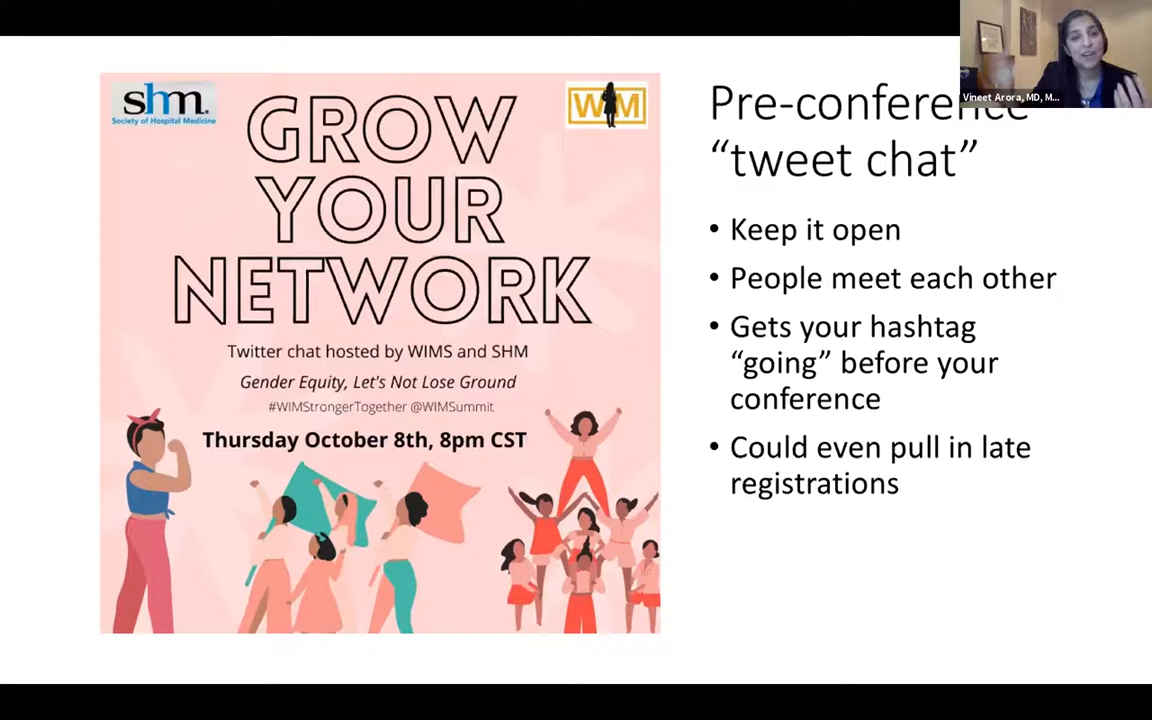 shm.
Society of Hospital Medicine
WIM
GROW
YOUR
NETWORK
Twitter chat hosted by WIMS and SHM
Gender Equity, Let's Not Lose Ground
#WIMStrongerTogether @WIMSummit
Thursday October 8th, 8pm CST
Pre-conference
“tweet chat”
• Keep it open
• People meet each other
• Gets your hashtag
“going” before your
conference
• Could even pull in late
registrations
Vineet Arora, MD, M...